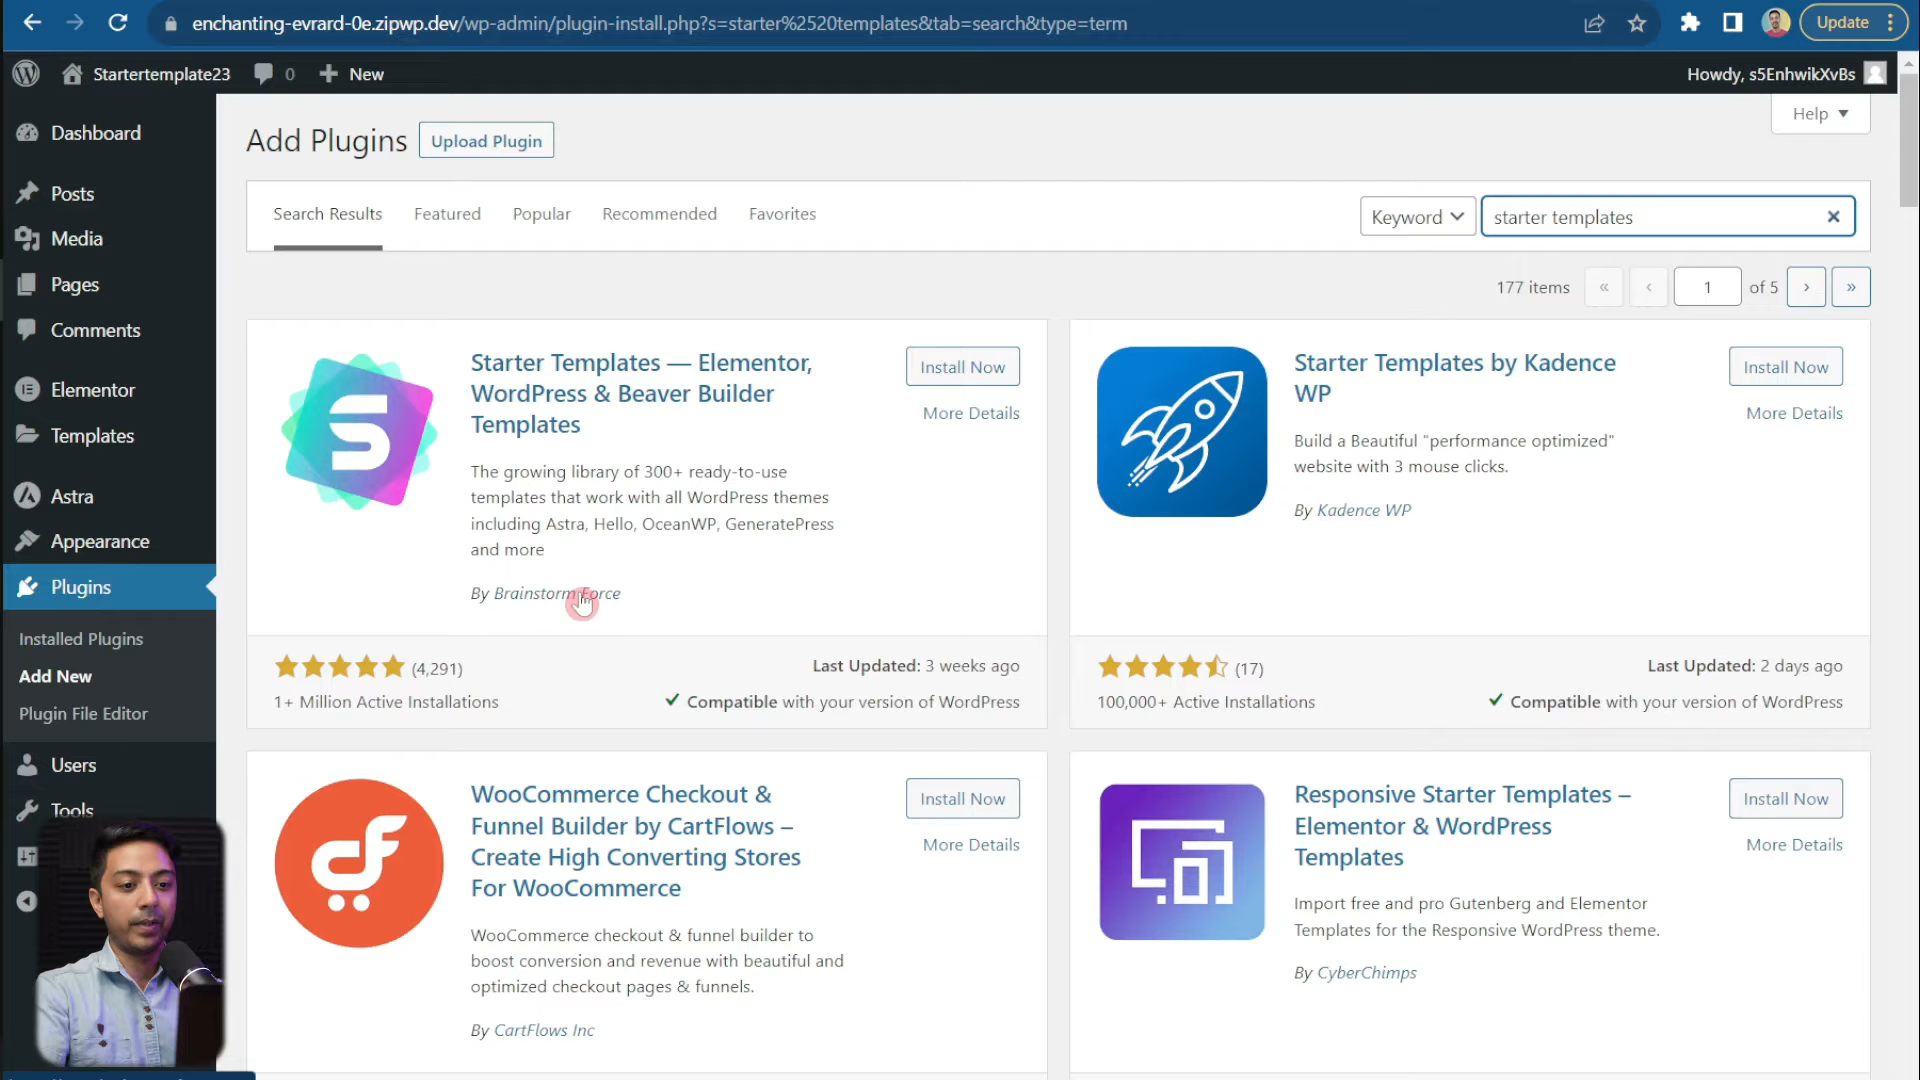 enchanting-evrard-0e.zipwp.dev/wp-admin/plugin-install.php?s=starter%2520templates&tab=search&type=term
Update
Startertemplate23
0
New
Howdy, s5EnhwikXvBs
Dashboard
Posts
Media
Pages
Comments
Elementor
Templates
Astra
Appearance
Plugins
Installed Plugins
Add New
Plugin File Editor
Users
Tools
Add Plugins
Upload Plugin
Help
Search Results
Featured
Popular
Recommended
Favorites
Keyword
starter templates
177 items
«
‹
1
of 5
›
»
Starter Templates — Elementor,
WordPress & Beaver Builder
Templates
Install Now
More Details
The growing library of 300+ ready-to-use
templates that work with all WordPress themes
including Astra, Hello, OceanWP, GeneratePress
and more
By Brainstorm Force
(4,291)
Last Updated: 3 weeks ago
1+ Million Active Installations
Compatible with your version of WordPress
Starter Templates by Kadence
WP
Install Now
More Details
Build a Beautiful "performance optimized"
website with 3 mouse clicks.
By Kadence WP
(17)
Last Updated: 2 days ago
100,000+ Active Installations
Compatible with your version of WordPress
WooCommerce Checkout &
Funnel Builder by CartFlows –
Create High Converting Stores
For WooCommerce
Install Now
More Details
WooCommerce checkout & funnel builder to
boost conversion and revenue with beautiful and
optimized checkout pages & funnels.
By CartFlows Inc
Responsive Starter Templates –
Elementor & WordPress
Templates
Install Now
More Details
Import free and pro Gutenberg and Elementor
Templates for the Responsive WordPress theme.
By CyberChimps